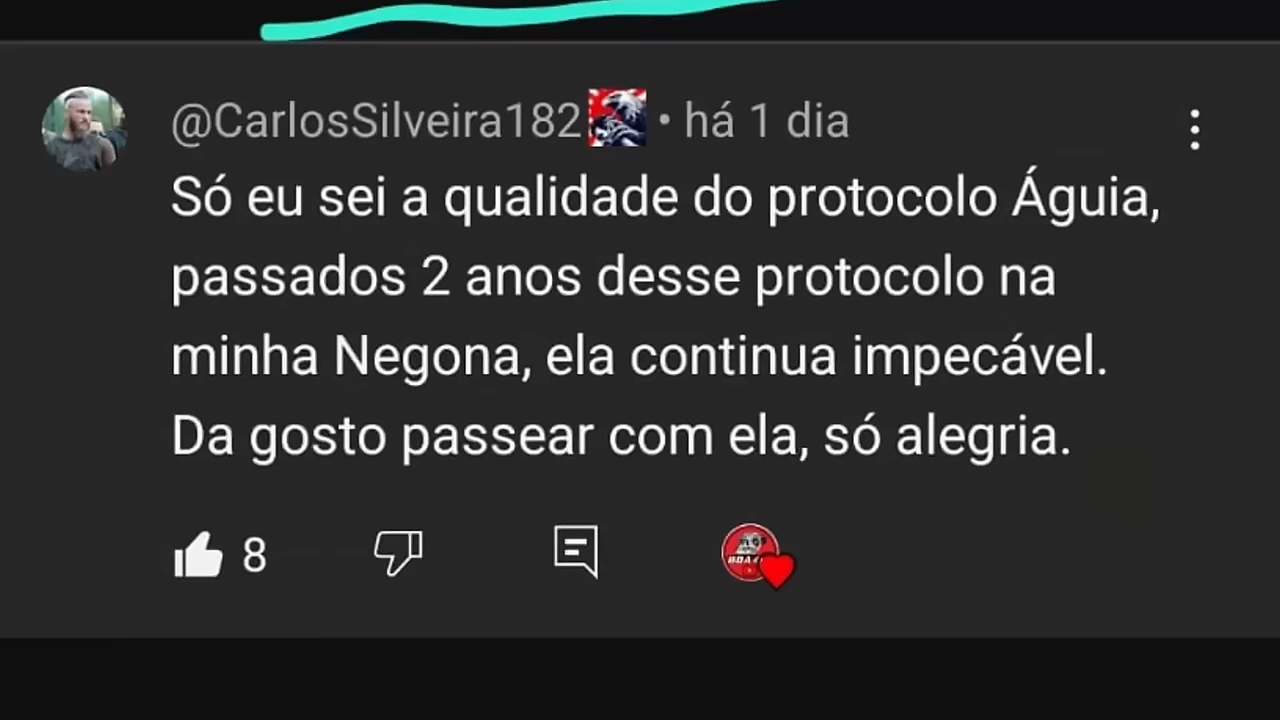 @CarlosSilveira182 • há 1 dia
Só eu sei a qualidade do protocolo Águia,
passados 2 anos desse protocolo na
minha Negona, ela continua impecável.
Da gosto passear com ela, só alegria.
8